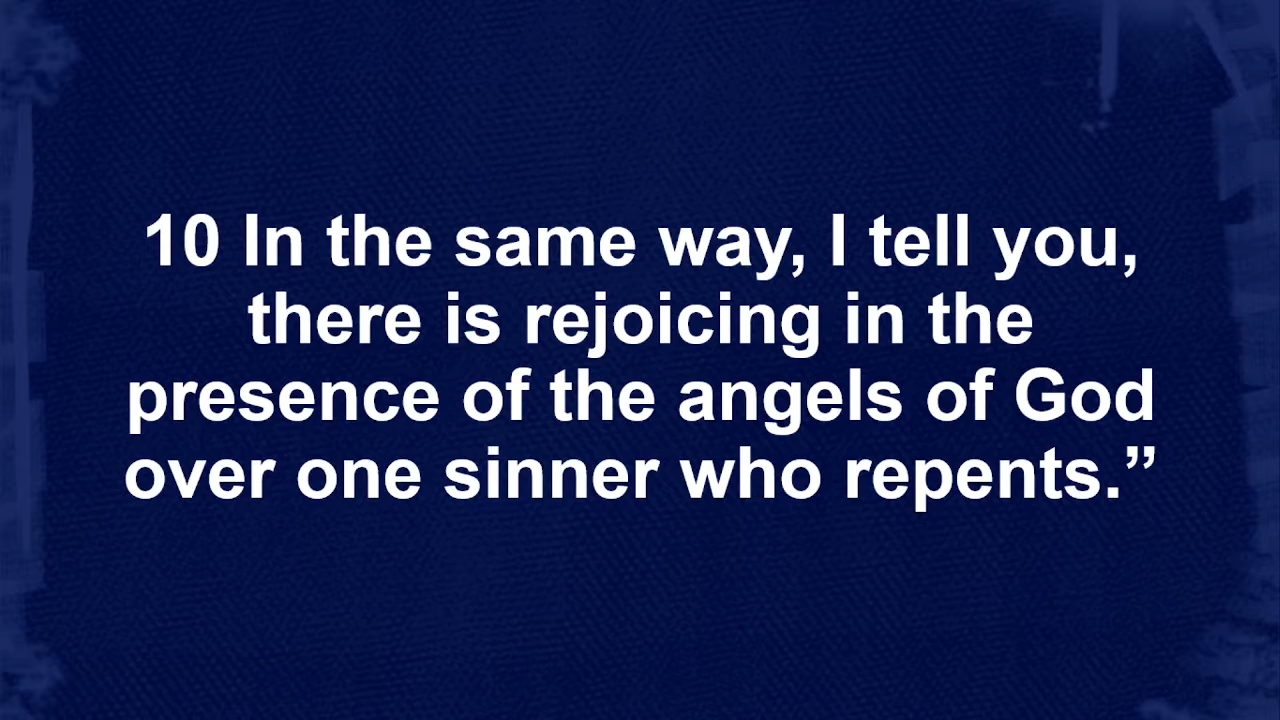 10 In the same way, I tell you,
there is rejoicing in the
presence of the angels of God
over one sinner who repents.”